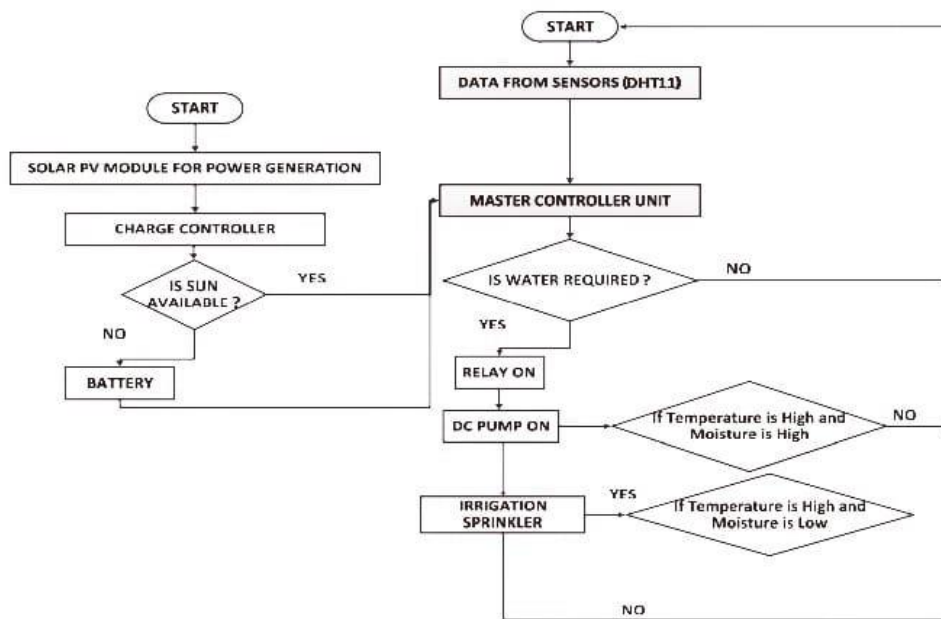 START
DATA FROM SENSORS (DHT11)
START
SOLAR PV MODULE FOR POWER GENERATION
MASTER CONTROLLER UNIT
CHARGE CONTROLLER
IS SUN
AVAILABLE ?
YES
IS WATER REQUIRED ?
NO
NO
YES
BATTERY
RELAY ON
DC PUMP ON
If Temperature is High and
Moisture is High
NO
IRRIGATION
SPRINKLER
YES
If Temperature is High and
Moisture is Low
NO